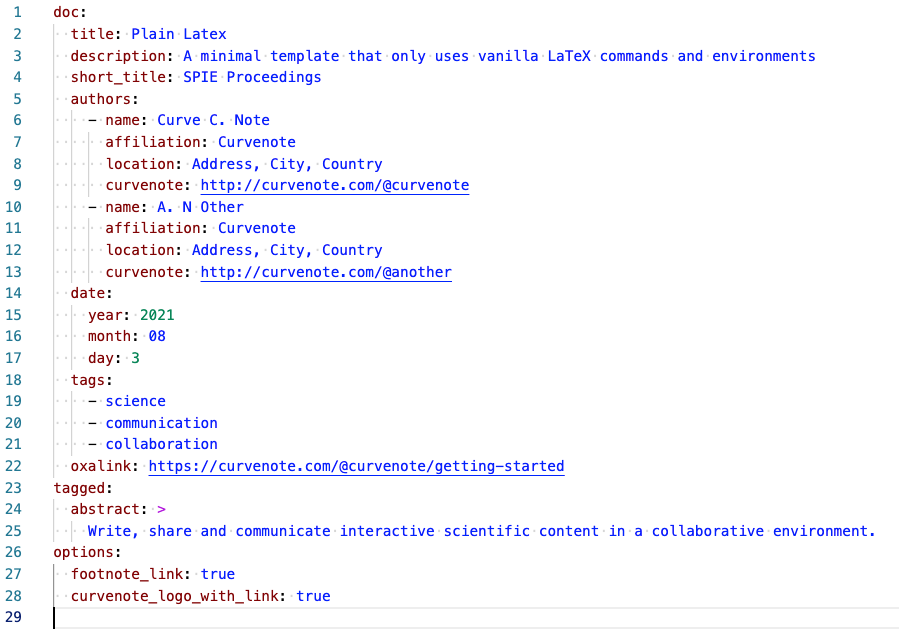 1 doc:
2   title: Plain Latex
3   description: A minimal template that only uses vanilla LaTeX commands and environments
4   short_title: SPIE Proceedings
5   authors:
6     - name: Curve C. Note
7       affiliation: Curvenote
8       location: Address, City, Country
9       curvenote: http://curvenote.com/@curvenote
10     - name: A. N Other
11       affiliation: Curvenote
12       location: Address, City, Country
13       curvenote: http://curvenote.com/@another
14   date:
15     year: 2021
16     month: 08
17     day: 3
18   tags:
19     - science
20     - communication
21     - collaboration
22   oxalink: https://curvenote.com/@curvenote/getting-started
23 tagged:
24   abstract: >
25     Write, share and communicate interactive scientific content in a collaborative environment.
26 options:
27   footnote_link: true
28   curvenote_logo_with_link: true
29